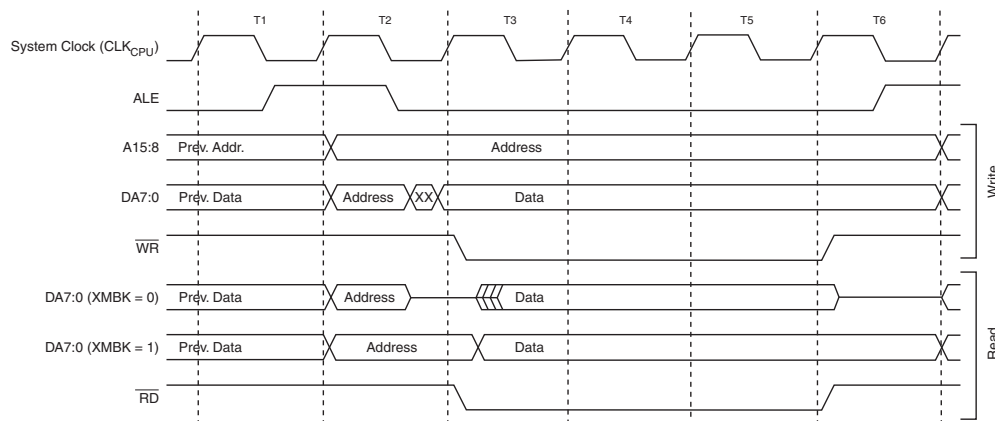 T1 T2 T3 T4 T5 T6
System Clock (CLKCPU)
ALE
A15:8 Prev. Addr. Address
DA7:0 Prev. Data Address XX Data
WR
Write
DA7:0 (XMBK = 0) Prev. Data Address Data
DA7:0 (XMBK = 1) Prev. Data Address Data
RD
Read